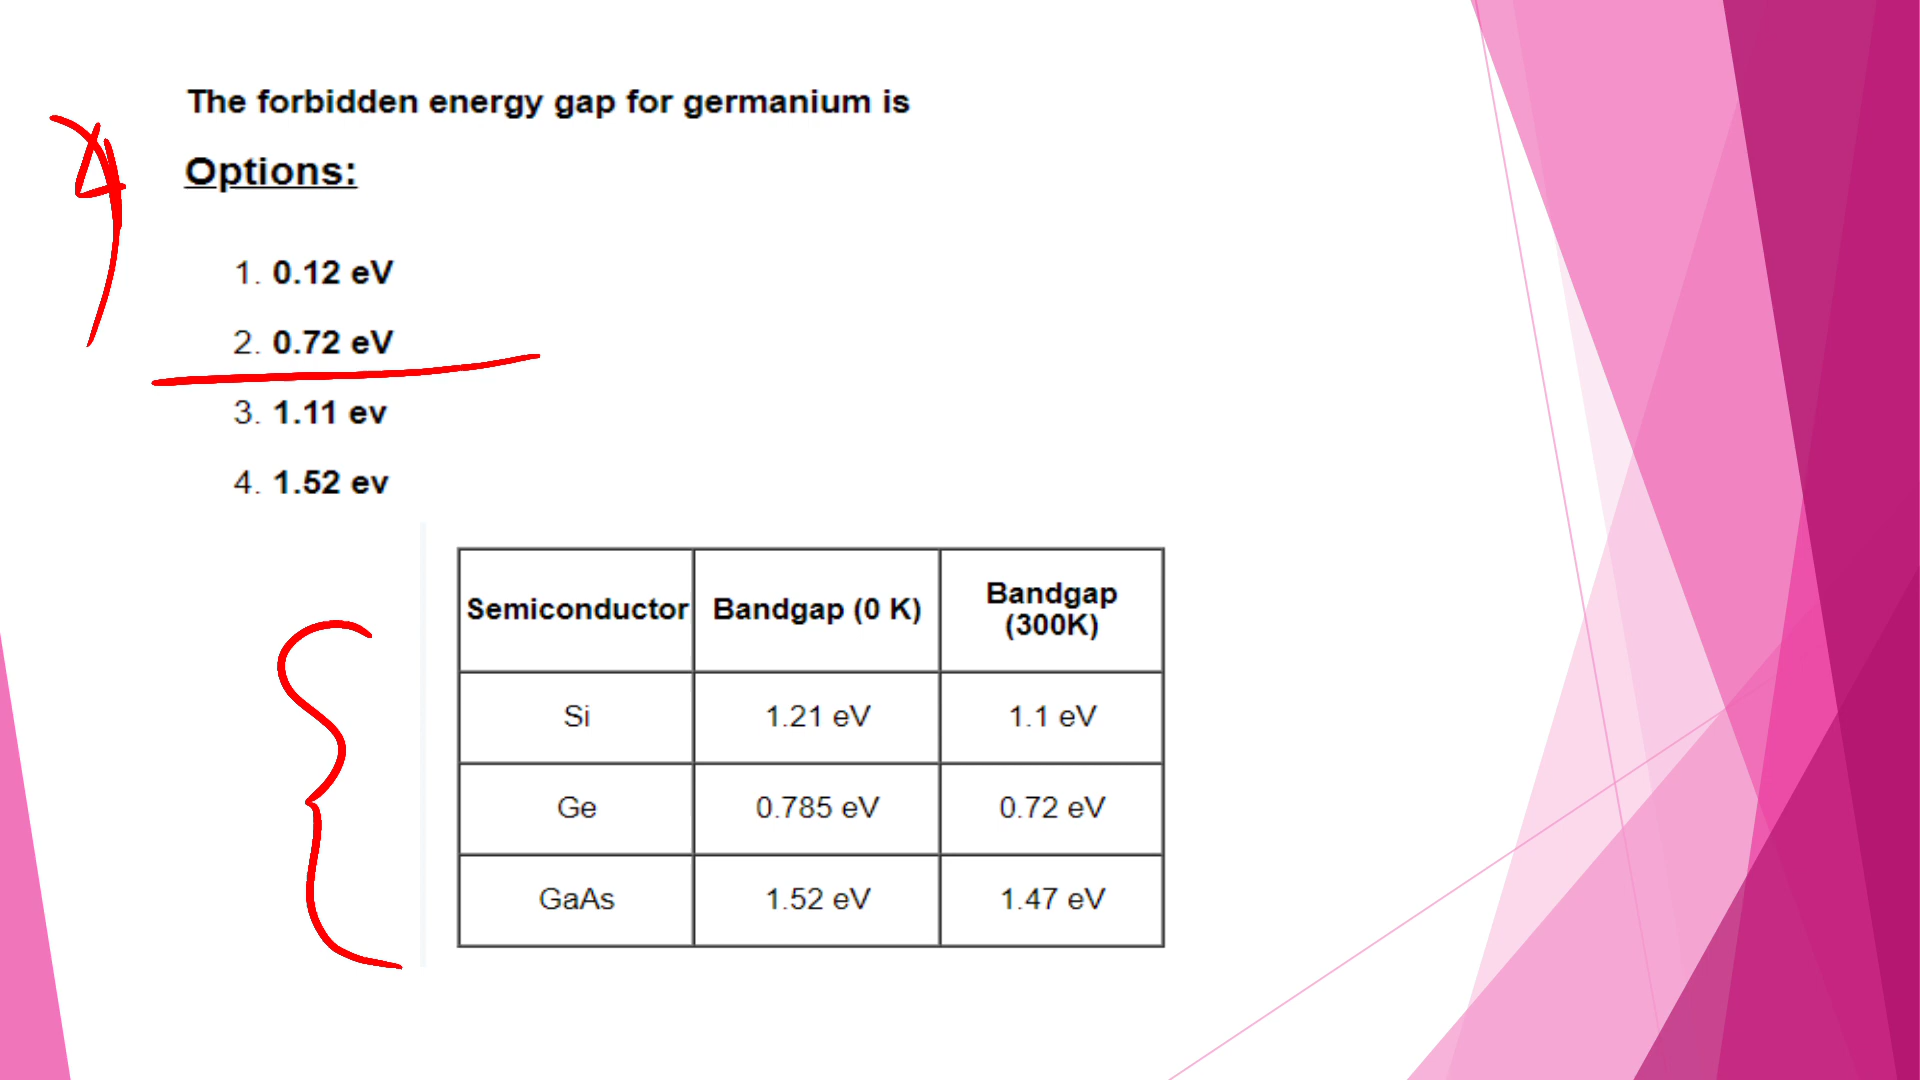 4)
The forbidden energy gap for germanium is
Options:
1. 0.12 eV
2. 0.72 eV
3. 1.11 ev
4. 1.52 ev
Semiconductor Bandgap (0 K) Bandgap (300K)
Si 1.21 eV 1.1 eV
Ge 0.785 eV 0.72 eV
GaAs 1.52 eV 1.47 eV